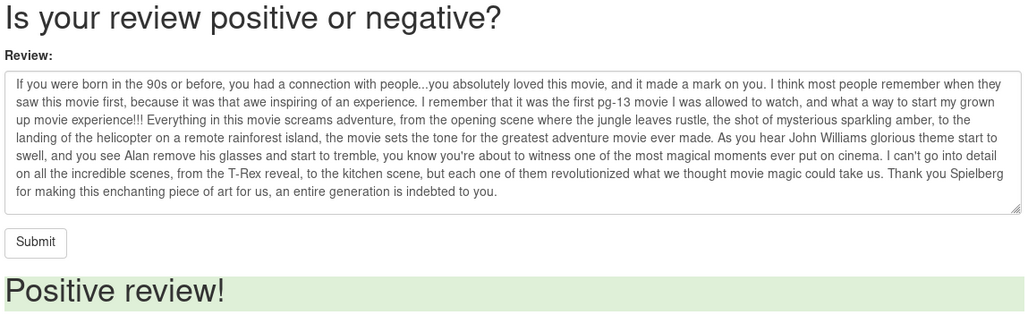 Is your review positive or negative?
Review:
If you were born in the 90s or before, you had a connection with people...you absolutely loved this movie, and it made a mark on you. I think most people remember when they
saw this movie first, because it was that awe inspiring of an experience. I remember that it was the first pg-13 movie I was allowed to watch, and what a way to start my grown
up movie experience!!! Everything in this movie screams adventure, from the opening scene where the jungle leaves rustle, the shot of mysterious sparkling amber, to the
landing of the helicopter on a remote rainforest island, the movie sets the tone for the greatest adventure movie ever made. As you hear John Williams glorious theme start to
swell, and you see Alan remove his glasses and start to tremble, you know you're about to witness one of the most magical moments ever put on cinema. I can't go into detail
on all the incredible scenes, from the T-Rex reveal, to the kitchen scene, but each one of them revolutionized what we thought movie magic could take us. Thank you Spielberg
for making this enchanting piece of art for us, an entire generation is indebted to you.
Submit
Positive review!